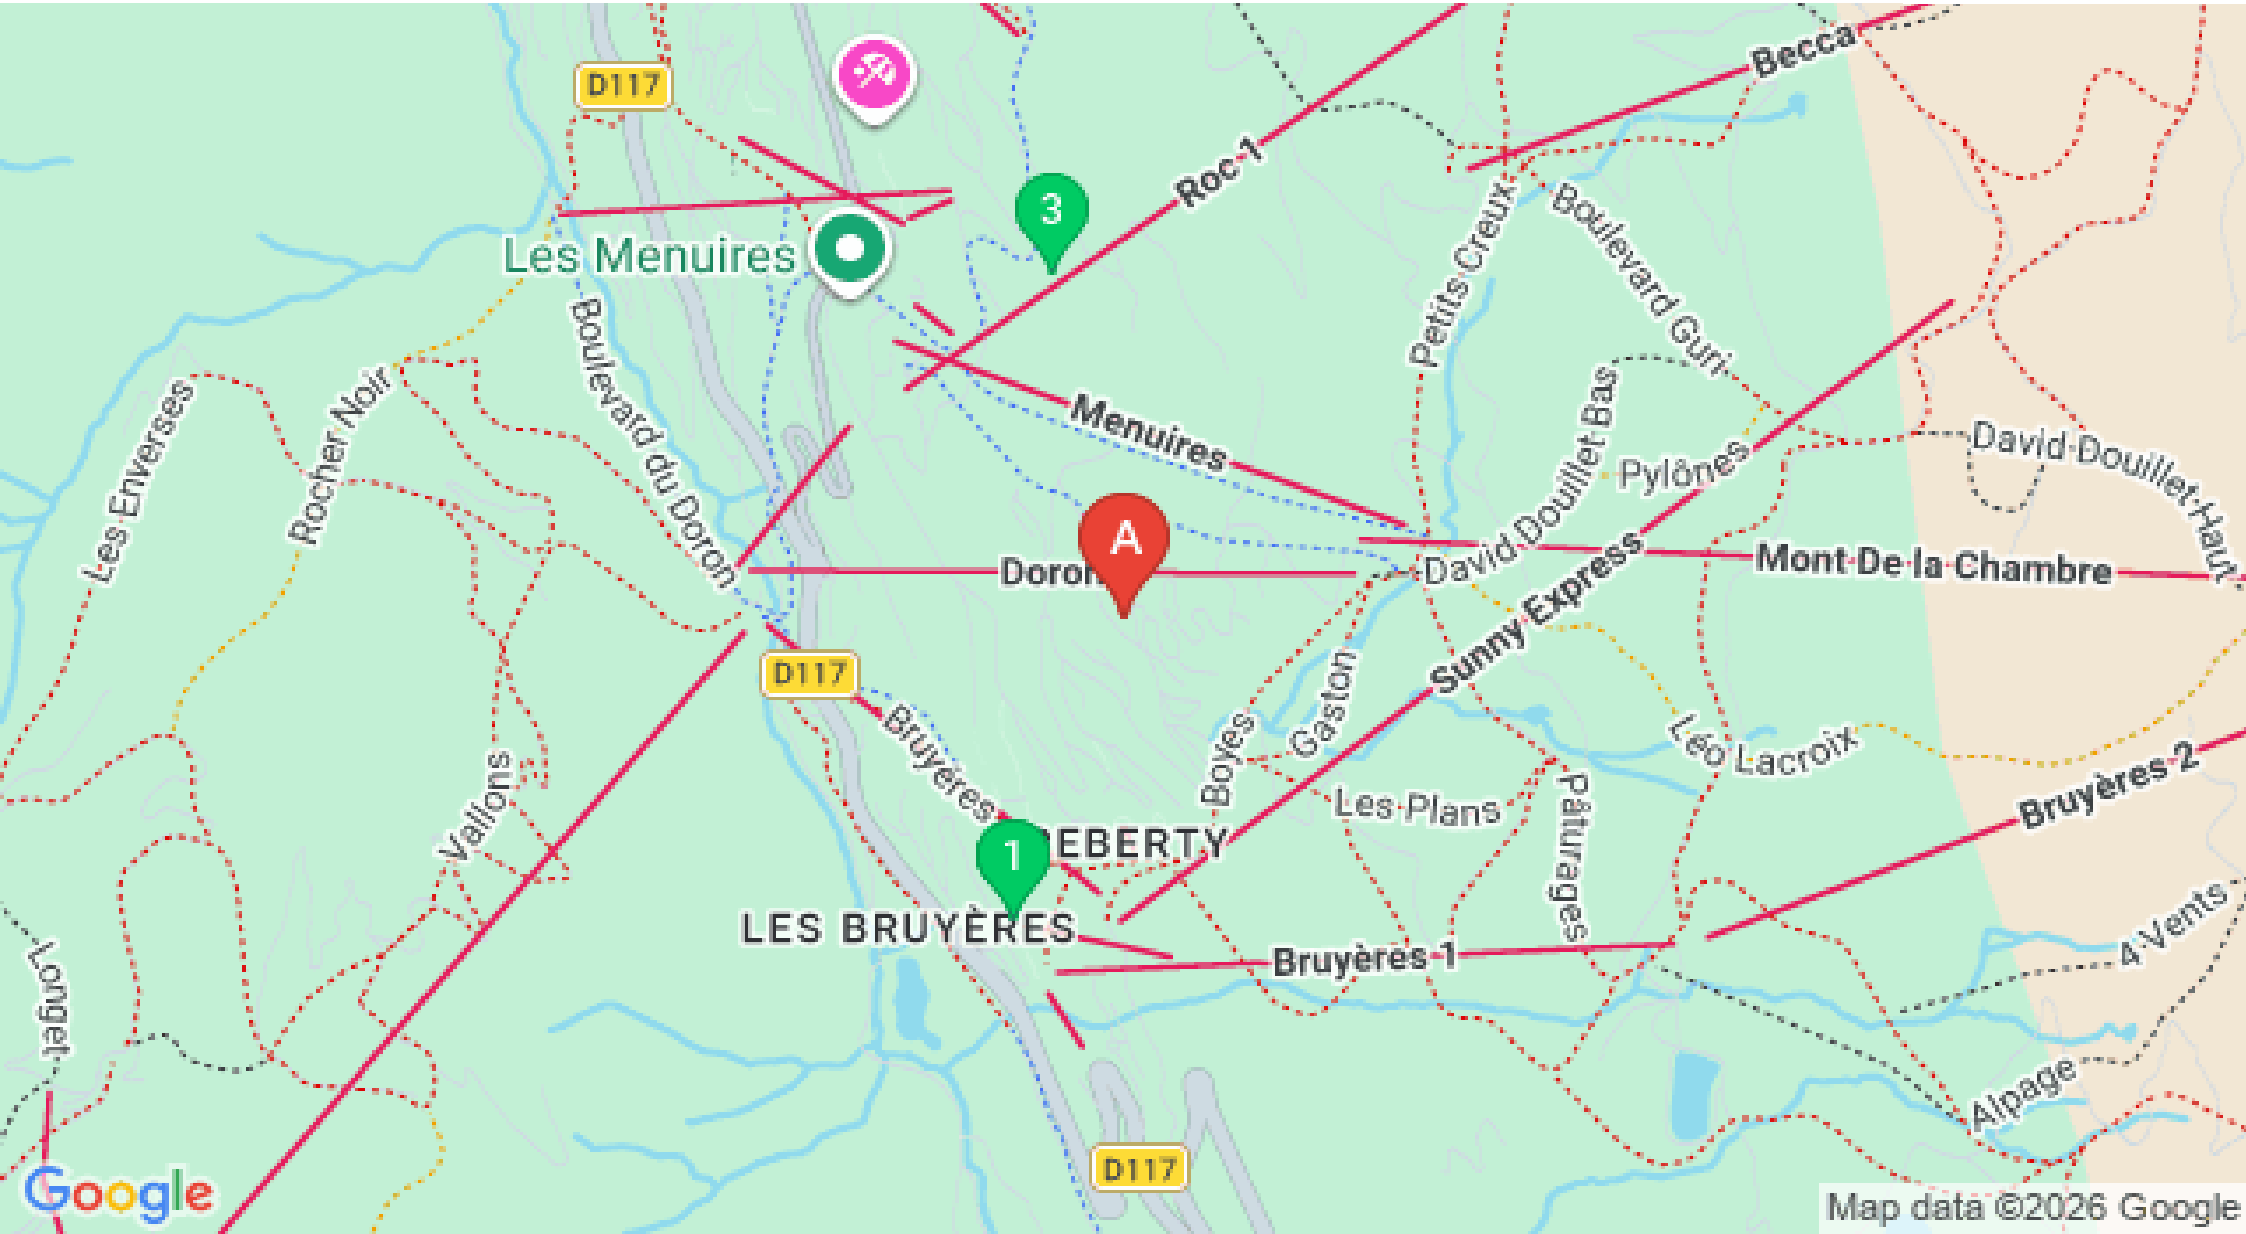 Becca
D117
Roc 1
3
Petits Creux
Boulevard Guri
Les Menuires
Boulevard du Doron
Rocher Noir
Les Enverses
Menuires
David Douillet Bas
Pylônes
David Douillet Haut
A
Doron
Mont De la Chambre
Sunny Express
D117
Gaston
Boyes
Léo Lacroix
Bruyères
Bruyères 2
Vallons
Les Plans
Pâturages
1
EBERTY
LES BRUYÈRES
Bruyères 1
4 Vents
Longet
Alpage
D117
Google
Map data ©2026 Google